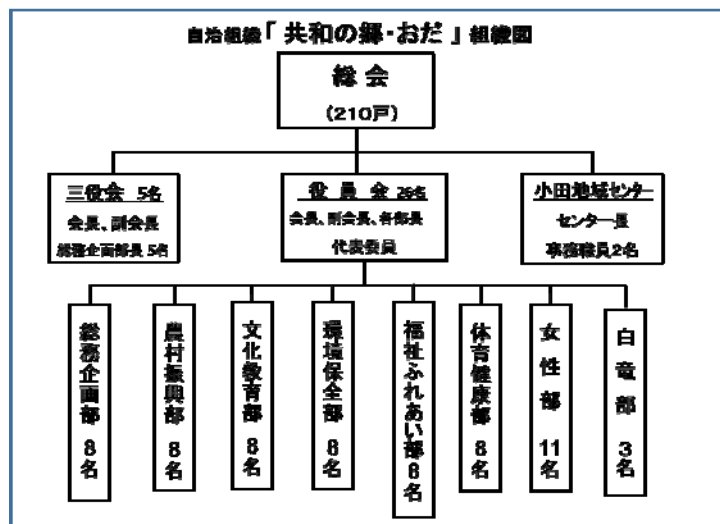 自治組織「共和の郷・おだ」組織図
総会
(210戸)
三役会 5名
会長、副会長
総務企画部長 5名
役員会 26名
会長、副会長、各部長
代表委員
小田地域センター
センター長
事務職員2名
総務企画部 8名
農村振興部 8名
文化教育部 8名
環境保全部 8名
福祉ふれあい部 8名
体育健康部 8名
女性部 11名
白竜部 3名